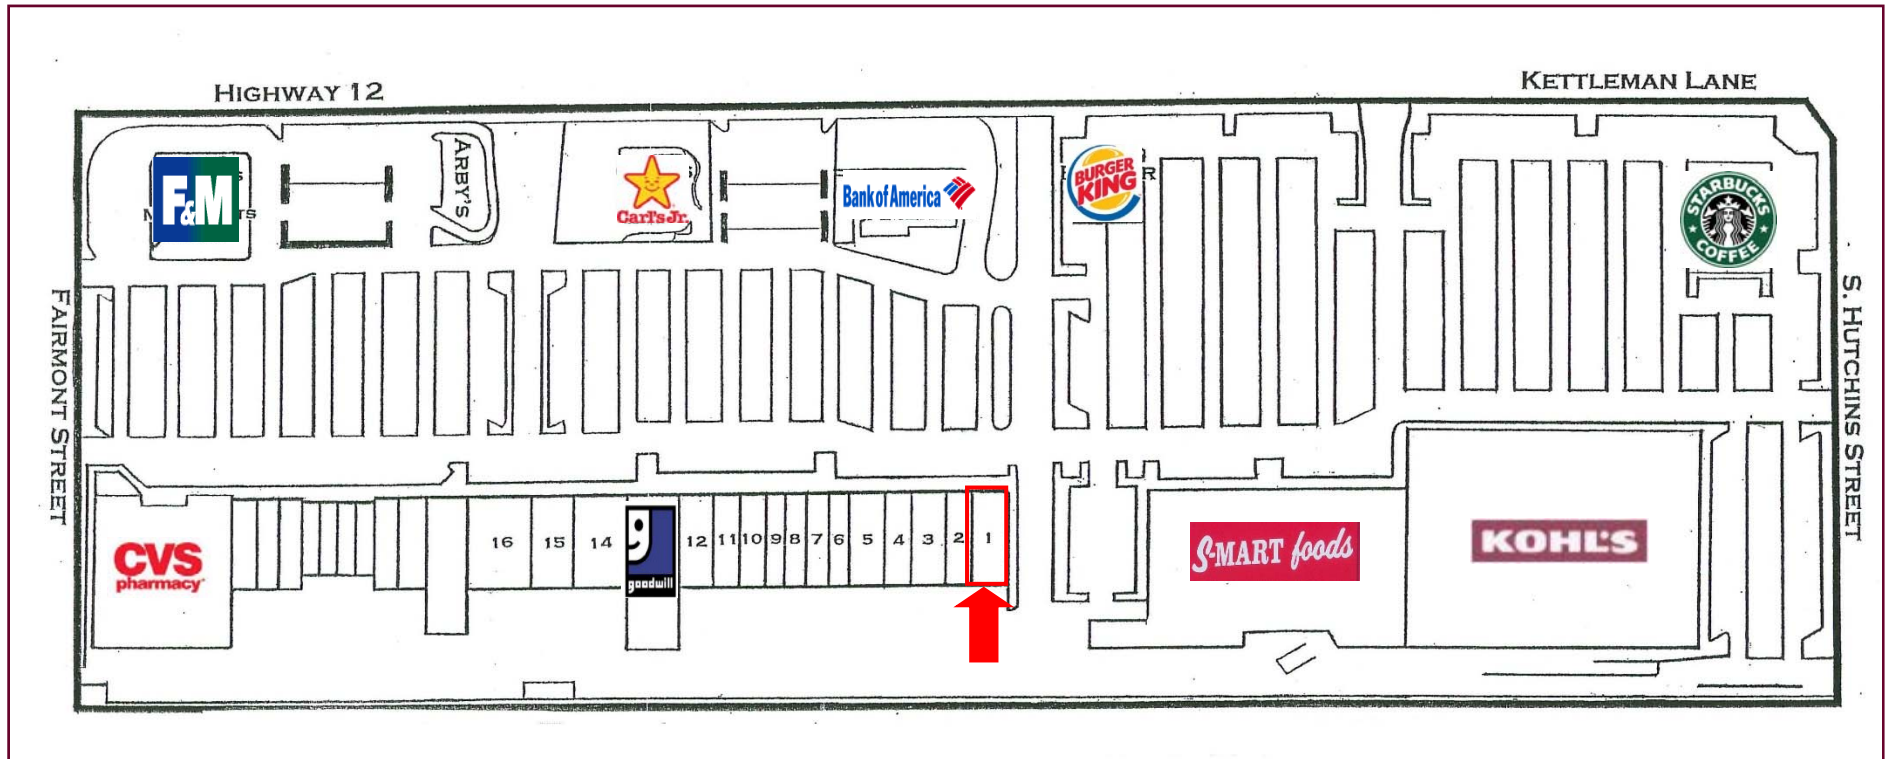 HIGHWAY 12
KETTLEMAN LANE
F&M
ARBY'S
Carl's Jr.
Bank of America
BURGER
KING
R
STARBUCKS
COFFEE
FAIRMONT STREET
S. HUTCHINS STREET
CVS
pharmacy
16
15
14
goodwill
12
11
10
9
8
7
6
5
4
3
2
1
S-MART foods
KOHL'S